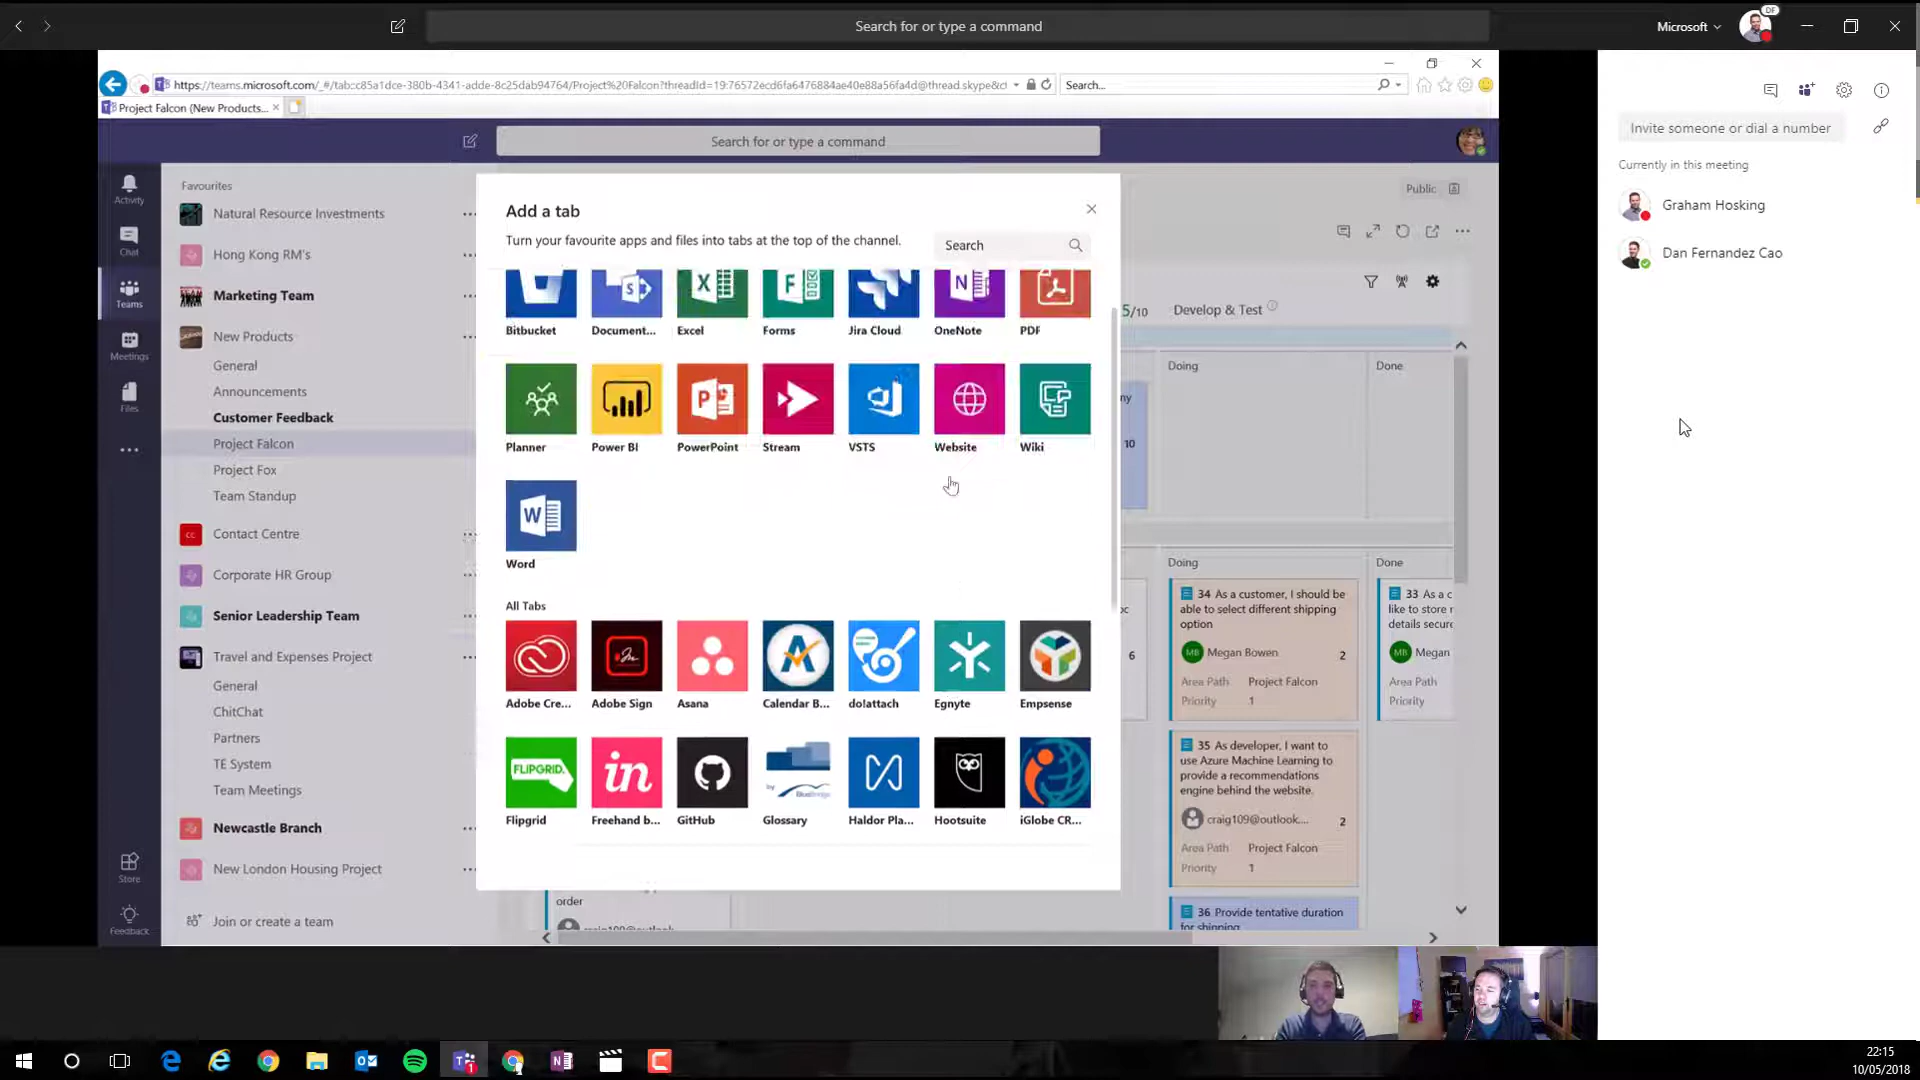 Search for or type a command
Microsoft
DF
https://teams.microsoft.com/_#/tab:c85a1dce-380b-4341-adde-8c25dab94764/Project%20Falcon?threadId=19:76572ecd6fa6476884ae40e88a56fa4d@thread.skype&ct
Search...
Project Falcon (New Products...
Search for or type a command
Invite someone or dial a number
Currently in this meeting
Graham Hosking
Dan Fernandez Cao
Activity
Chat
Teams
Meetings
Files
Store
Feedback
Favourites
Natural Resource Investments
Hong Kong RM's
Marketing Team
New Products
General
Announcements
Customer Feedback
Project Falcon
Project Fox
Team Standup
CC Contact Centre
Corporate HR Group
Senior Leadership Team
Travel and Expenses Project
General
ChitChat
Partners
TE System
Team Meetings
Newcastle Branch
New London Housing Project
Join or create a team
Add a tab
Turn your favourite apps and files into tabs at the top of the channel.
Search
Bitbucket Document... Excel Forms Jira Cloud OneNote PDF
Planner Power BI PowerPoint Stream VSTS Website Wiki
Word
All Tabs
Adobe Cre... Adobe Sign Asana Calendar B... do!attach Egnyte Empsense
FLIPGRID.
in
by BlueBridge
Flipgrid Freehand b... GitHub Glossary Haldor Pla... Hootsuite iGlobe CR...
Public
5/10 Develop & Test
Doing Done
ny
10
Doing Done
34 As a customer, I should be
able to select different shipping
option
MB Megan Bowen 2
Area Path Project Falcon
Priority 1
33 As a c
like to store r
details secure
MB Megan
Area Path
Priority
6
35 As developer, I want to
use Azure Machine Learning to
provide a recommendations
engine behind the website.
craig109@outlook.... 2
Area Path Project Falcon
Priority 1
36 Provide tentative duration
for shipping
order
22:15
10/05/2018